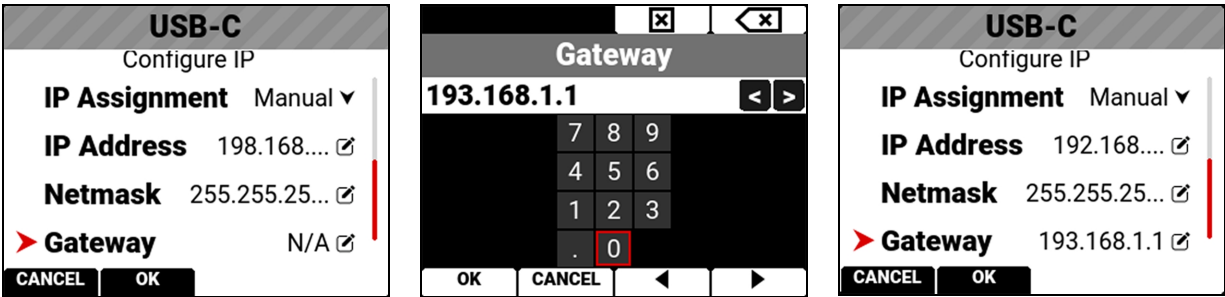 USB-C
Configure IP
IP Assignment Manual
IP Address 198.168....
Netmask 255.255.25...
Gateway N/A
CANCEL OK
Gateway
193.168.1.1 < >
7 8 9
4 5 6
1 2 3
. 0
OK CANCEL
USB-C
Configure IP
IP Assignment Manual
IP Address 192.168....
Netmask 255.255.25...
Gateway 193.168.1.1
CANCEL OK